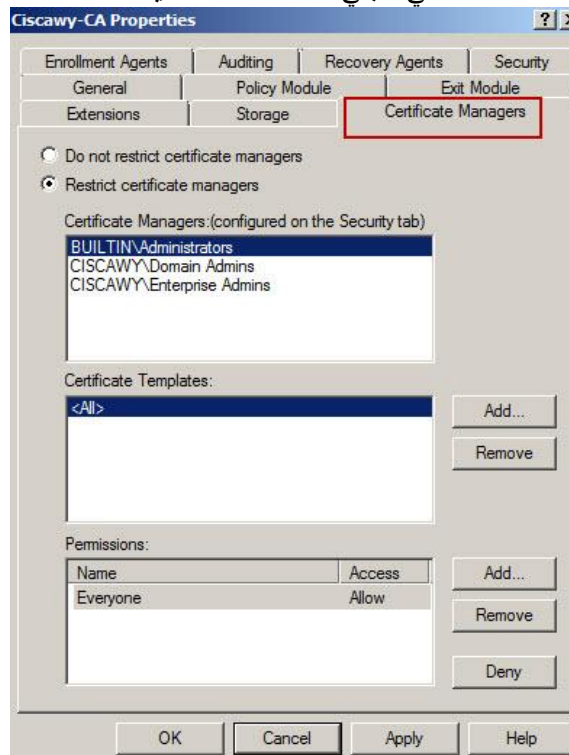 Ciscawy-CA Properties
Enrollment Agents Auditing Recovery Agents Security
General Policy Module Exit Module
Extensions Storage Certificate Managers
Do not restrict certificate managers
Restrict certificate managers
Certificate Managers:(configured on the Security tab)
BUILTIN\Administrators
CISCAWY\Domain Admins
CISCAWY\Enterprise Admins
Certificate Templates:
<All>
Add...
Remove
Permissions:
Name Access
Everyone Allow
Add...
Remove
Deny
OK Cancel Apply Help